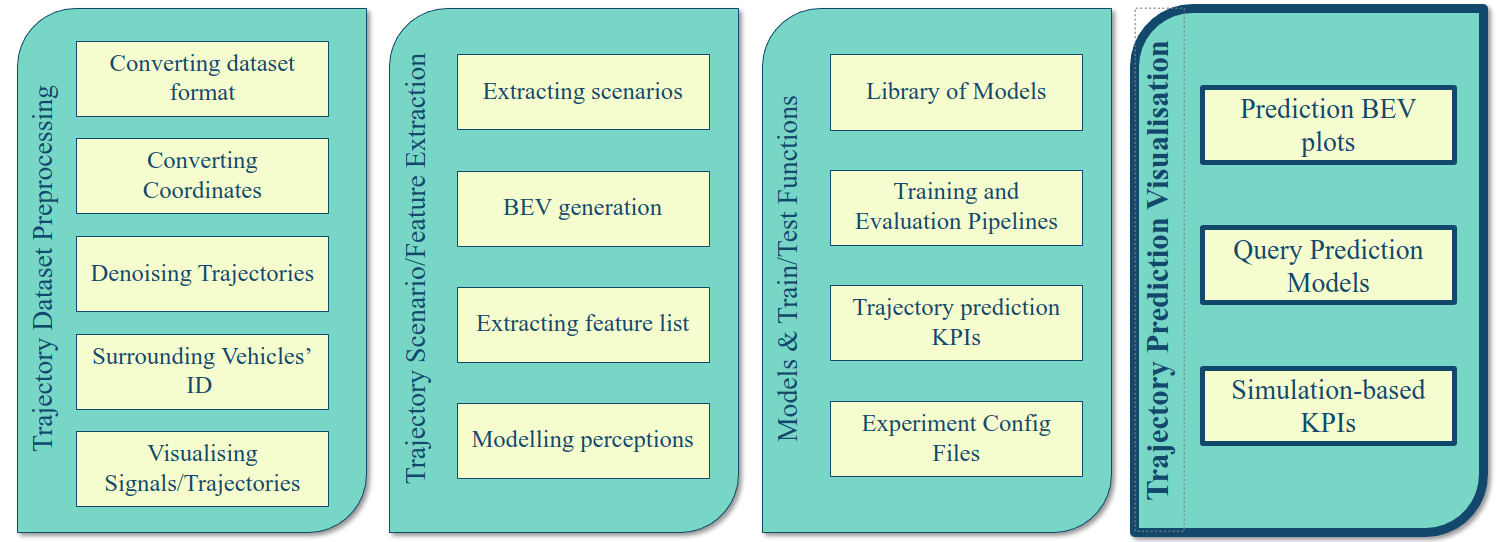 Trajectory Dataset Preprocessing
Converting dataset
format
Converting
Coordinates
Denoising Trajectories
Surrounding Vehicles’
ID
Visualising
Signals/Trajectories
Trajectory Scenario/Feature Extraction
Extracting scenarios
BEV generation
Extracting feature list
Modelling perceptions
Models & Train/Test Functions
Library of Models
Training and
Evaluation Pipelines
Trajectory prediction
KPIs
Experiment Config
Files
Trajectory Prediction Visualisation
Prediction BEV
plots
Query Prediction
Models
Simulation-based
KPIs